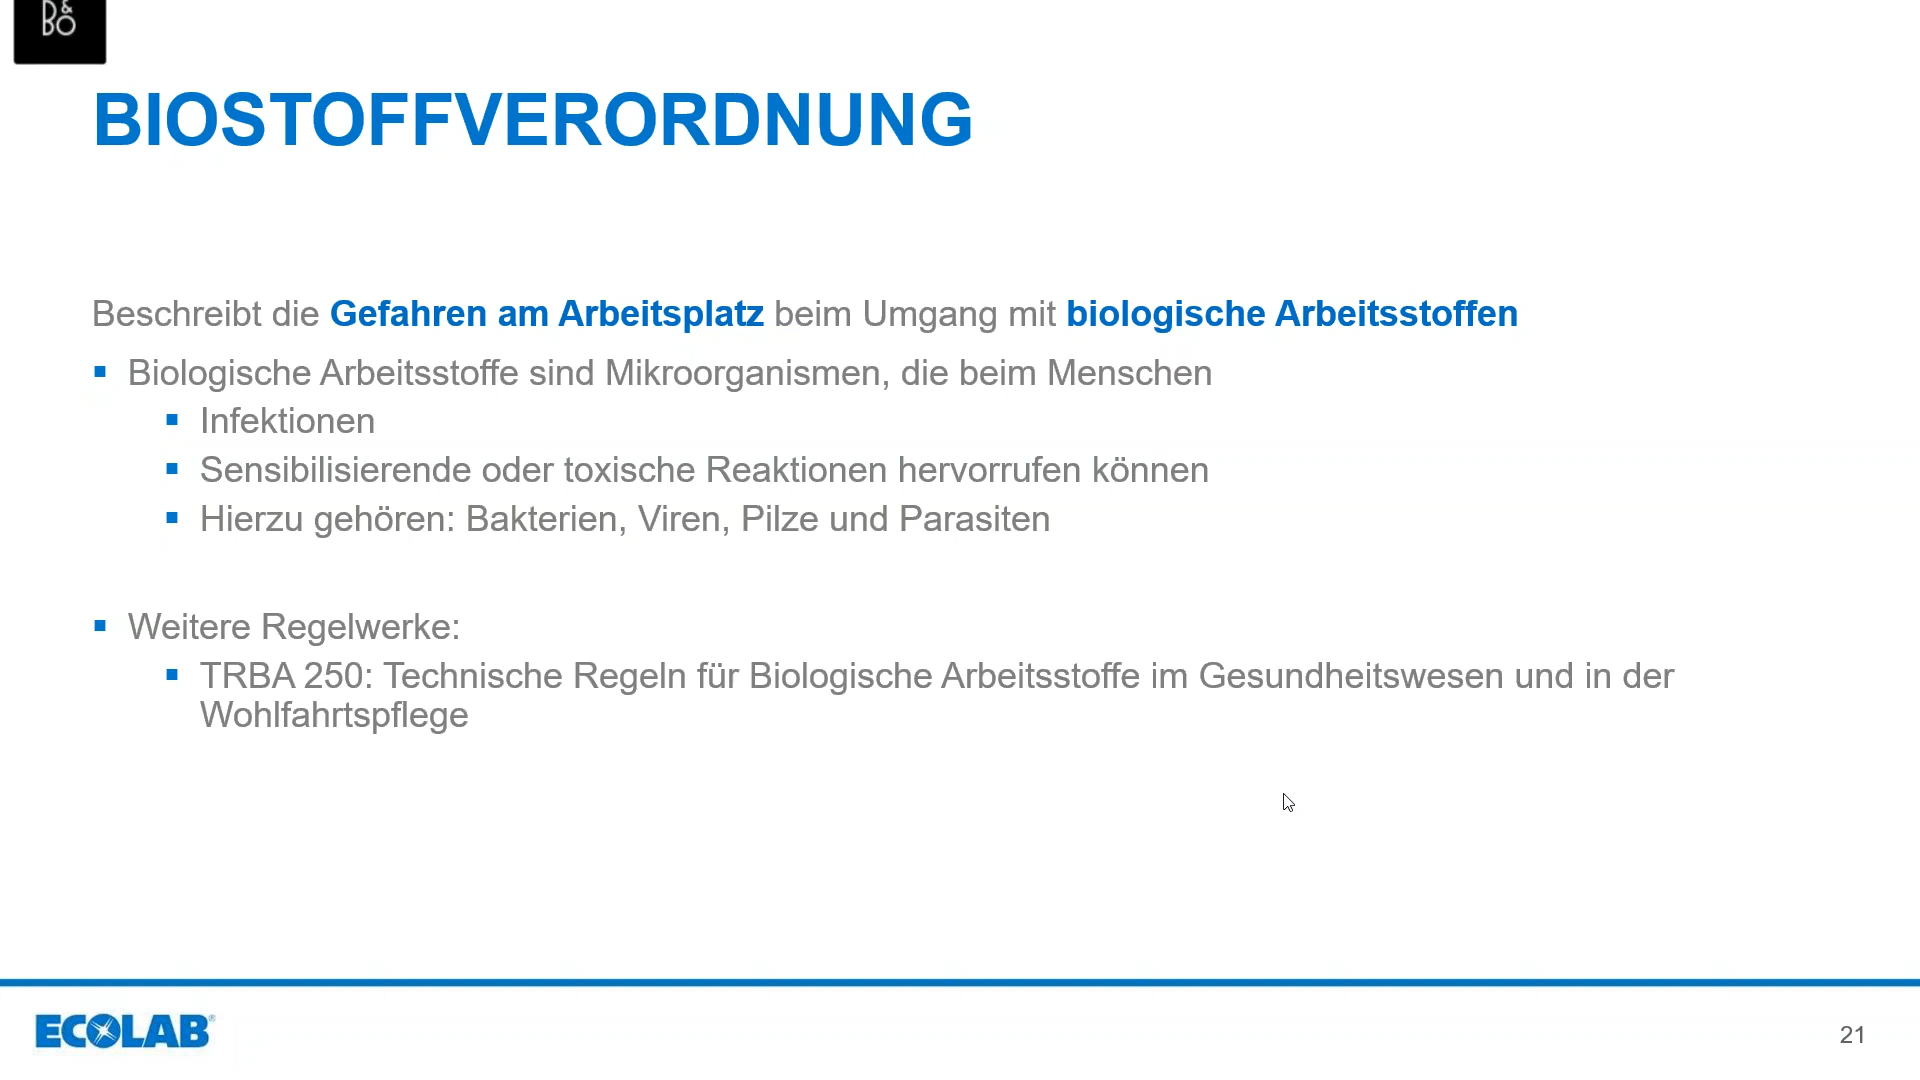 B&O
BIOSTOFFVERORDNUNG
Beschreibt die Gefahren am Arbeitsplatz beim Umgang mit biologische Arbeitsstoffen
▪ Biologische Arbeitsstoffe sind Mikroorganismen, die beim Menschen
▪ Infektionen
▪ Sensibilisierende oder toxische Reaktionen hervorrufen können
▪ Hierzu gehören: Bakterien, Viren, Pilze und Parasiten
▪ Weitere Regelwerke:
▪ TRBA 250: Technische Regeln für Biologische Arbeitsstoffe im Gesundheitswesen und in der
Wohlfahrtspflege
ECOLAB®
21